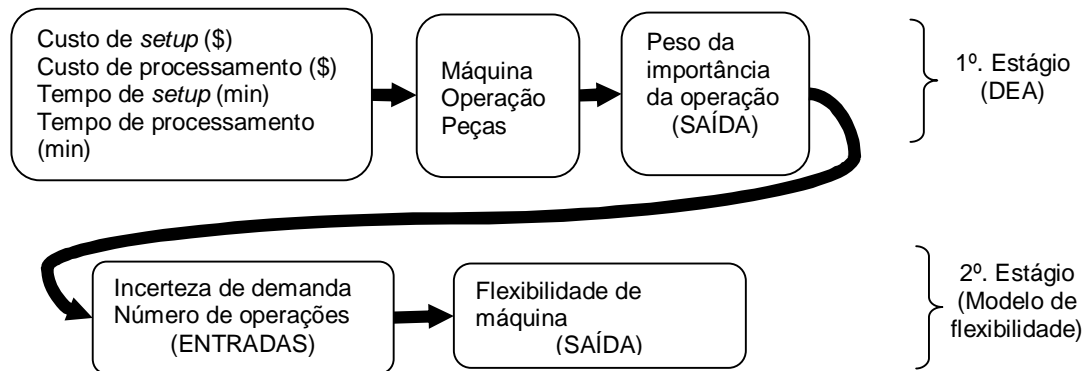 Custo de setup ($)
Custo de processamento ($)
Tempo de setup (min)
Tempo de processamento
(min)
Máquina
Operação
Peças
Peso da
importância
da operação
(SAÍDA)
1º. Estágio
(DEA)
Incerteza de demanda
Número de operações
(ENTRADAS)
Flexibilidade de
máquina
(SAÍDA)
2º. Estágio
(Modelo de
flexibilidade)